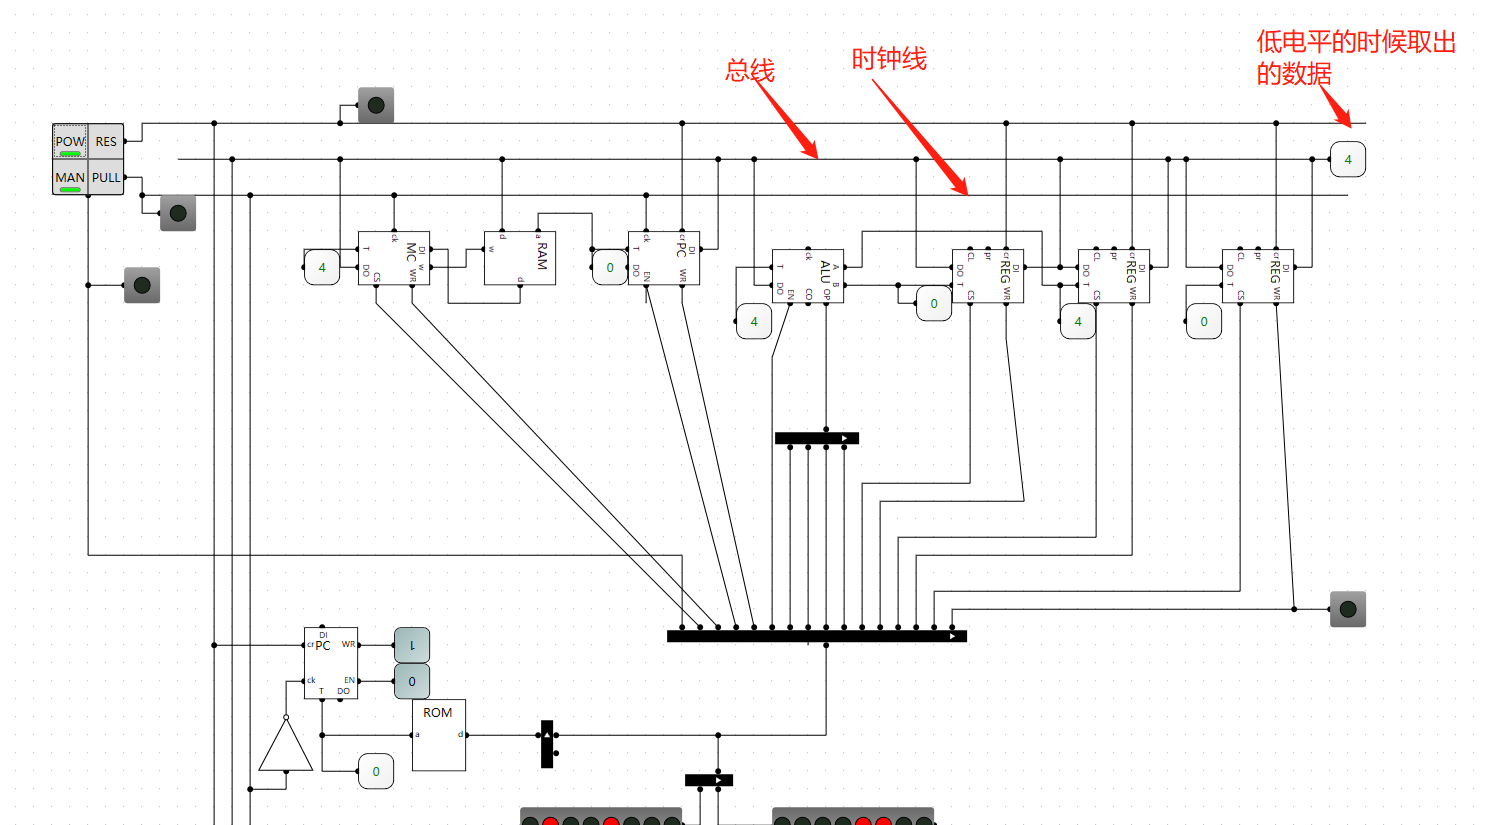 低电平的时候取出
的数据
总线
时钟线
POW RES
MAN PULL
4
ck
T
DO
MC
DI
w
CS
WR
4
d
a
w
RAM
d
ck
cr
T
DO
PC
DI
EN
WR
0
ck
T
DO
ALU
A
B
EN
CO
OP
4
CL
pr
cr
DO
T
REG
DI
CS
WR
0
CL
pr
cr
DO
T
REG
DI
CS
WR
4
CL
pr
cr
DO
T
REG
DI
CS
WR
0
DI
cr PC WR
1
ck EN
0
T DO
ROM
a d
0